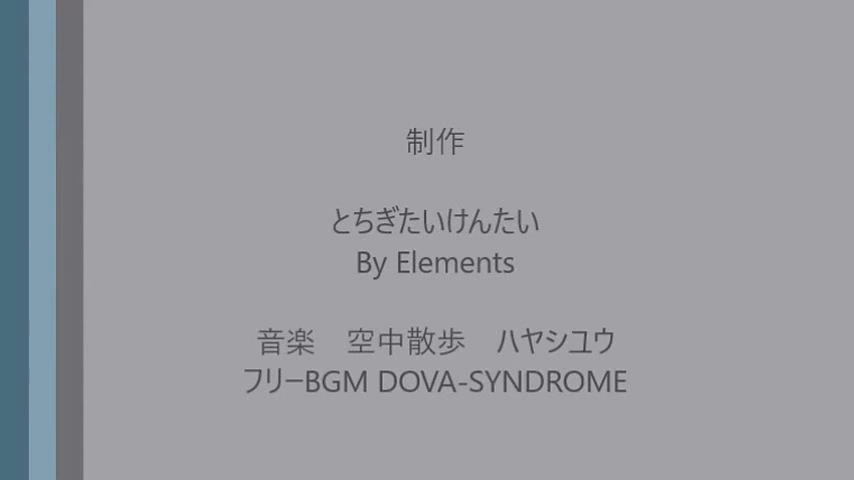 制作
とちぎたいけんたい
By Elements
音楽　空中散歩　ハヤシユウ
フリーBGM DOVA-SYNDROME